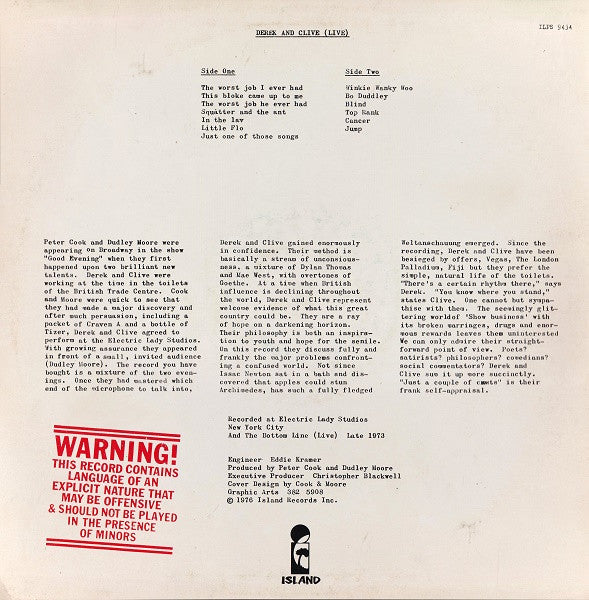 DEREK AND CLIVE (LIVE)
ILPS 9434
Side One
The worst job I ever had
This bloke came up to me
The worst job he ever had
Squatter and the ant
In the lav
Little Flo
Just one of those songs
Side Two
Winkie Wanky Woo
Bo Duddley
Blind
Top Rank
Cancer
Jump
Peter Cook and Dudley Moore were
appearing on Broadway in the show
"Good Evening" when they first
happened upon two brilliant new
talents. Derek and Clive were
working at the time in the toilets
of the British Trade Centre. Cook
and Moore were quick to see that
they had made a major discovery and
after much persuasion, including a
packet of Craven A and a bottle of
Tizer, Derek and Clive agreed to
perform at the Electric lady Studios.
With growing assurance they appeared
in front of a small, invited audience
(Dudley Moore). The record you have
bought is a mixture of the two even-
ings. Once they had mastered which
end of the microphone to talk into,
Derek and Clive gained enormously
in confidence. Their method is
basically a stream of unconsious-
ness, a mixture of Dylan Thomas
and Mae West, with overtones of
Goethe. At a time when British
influence is declining throughout
the world, Derek and Clive represent
welcome evidence of what this great
country could be. They are a ray
of hope on a darkening horizon.
Their philosophy is both an inspira-
tion to youth and hope for the senile.
On this record they discuss fully and
frankly the major problems confront-
ing a confused world. Not since
Isaac Newton sat in a bath and dis-
covered that apples could stun
Archimedes, has such a fully fledged
Weltanschauung emerged. Since the
recording, Derek and Clive have been
besieged by offers, Vegas, The London
Palladium, Fiji but they prefer the
simple, natural life of the toilets.
"There's a certain rhythm there," says
Derek. "You know where you stand,"
states Clive. One cannot but sympa-
thise with them. The seemingly glit-
tering worldof 'Show business' with
its broken marriages, drugs and enor-
mous rewards leaves them uninterested
We can only admire their straight-
forward point of view. Poets?
satirists? philosophers? comedians?
social commentators? Derek and
Clive sum it up more succinctly.
"Just a couple of cunts" is their
frank self-appraisal.
Recorded at Electric Lady Studios
New York City
And The Bottom Line (Live) Late 1973
Engineer Eddie Kramer
Produced by Peter Cook and Dudley Moore
Executive Producer Christopher Blackwell
Cover Design by Cook & Moore
Graphic Arts 382 5908
© 1976 Island Records Inc.
WARNING!
THIS RECORD CONTAINS
LANGUAGE OF AN
EXPLICIT NATURE THAT
MAY BE OFFENSIVE
& SHOULD NOT BE PLAYED
IN THE PRESENCE
OF MINORS
ISLAND